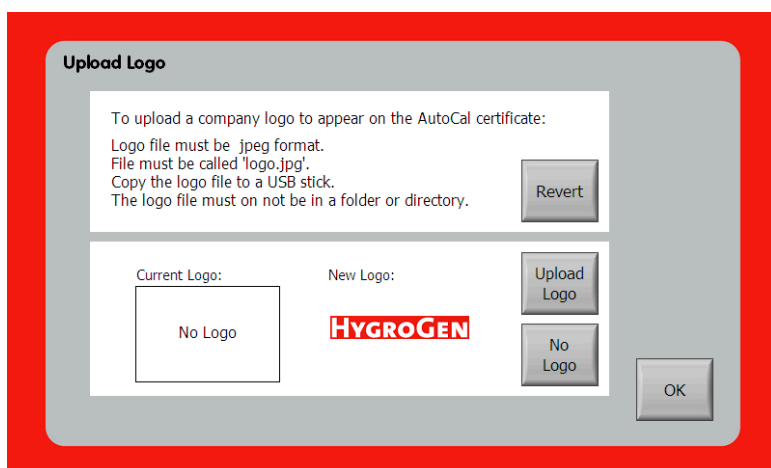 Upload Logo
To upload a company logo to appear on the AutoCal certificate:
Logo file must be  jpeg format.
File must be called 'logo.jpg'.
Copy the logo file to a USB stick.
The logo file must on not be in a folder or directory.
Revert
Current Logo:
New Logo:
No Logo
HYGROGEN
Upload
Logo
No
Logo
OK